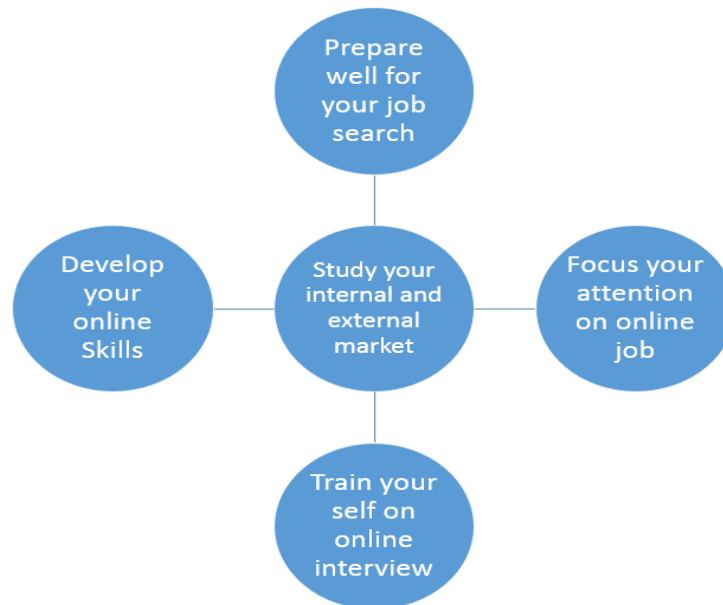 Prepare
well for
your job
search
Develop
your
online
Skills
Study your
internal and
external
market
Focus your
attention
on online
job
Train your
self on
online
interview